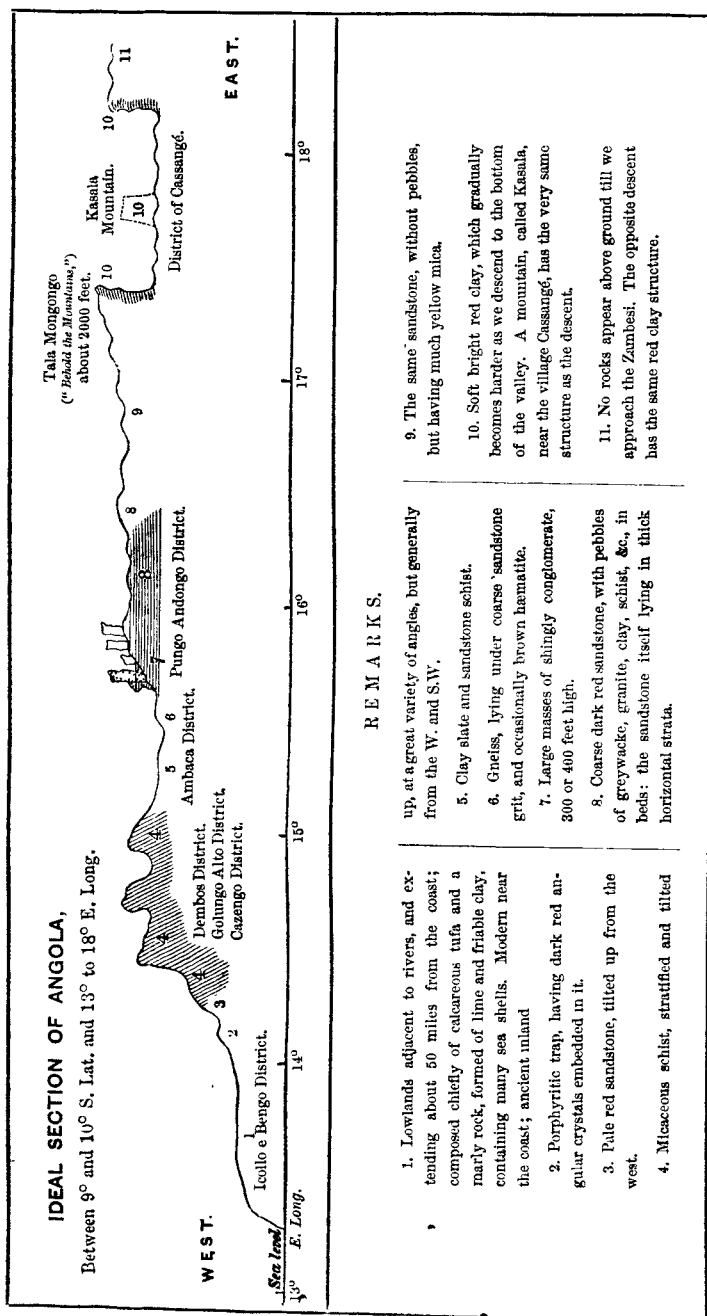 IDEAL SECTION OF ANGOLA,
Between 9° and 10° S. Lat. and 13° to 18° E. Long.
WEST.
EAST.
Sea level
13°
E. Long.
14°
15°
16°
17°
18°
1
Icollo e Bengo District.
2
3
4
4
4
Dembos District.
Golungo Alto District.
Cazengo District.
5
6
Ambaca District.
7
8
8
Pungo Andongo District.
9
Tala Mongongo
("Behold the Mountains,")
about 2000 feet.
10
Kasala
Mountain.
10
District of Cassangé.
10
11
REMARKS.
1. Lowlands adjacent to rivers, and ex-
tending about 50 miles from the coast;
composed chiefly of calcareous tufa and a
marly rock, formed of lime and friable clay,
containing many sea shells. Modern near
the coast; ancient inland
2. Porphyritic trap, having dark red an-
gular crystals embedded in it.
3. Pale red sandstone, tilted up from the
west.
4. Micaceous schist, stratified and tilted
up, at a great variety of angles, but generally
from the W. and S.W.
5. Clay slate and sandstone schist.
6. Gneiss, lying under coarse sandstone
grit, and occasionally brown hæmatite.
7. Large masses of shingly conglomerate,
300 or 400 feet high.
8. Coarse dark red sandstone, with pebbles
of greywacke, granite, clay, schist, &c., in
beds: the sandstone itself lying in thick
horizontal strata.
9. The same sandstone, without pebbles,
but having much yellow mica.
10. Soft bright red clay, which gradually
becomes harder as we descend to the bottom
of the valley. A mountain, called Kasala,
near the village Cassangé, has the very same
structure as the descent.
11. No rocks appear above ground till we
approach the Zambesi. The opposite descent
has the same red clay structure.